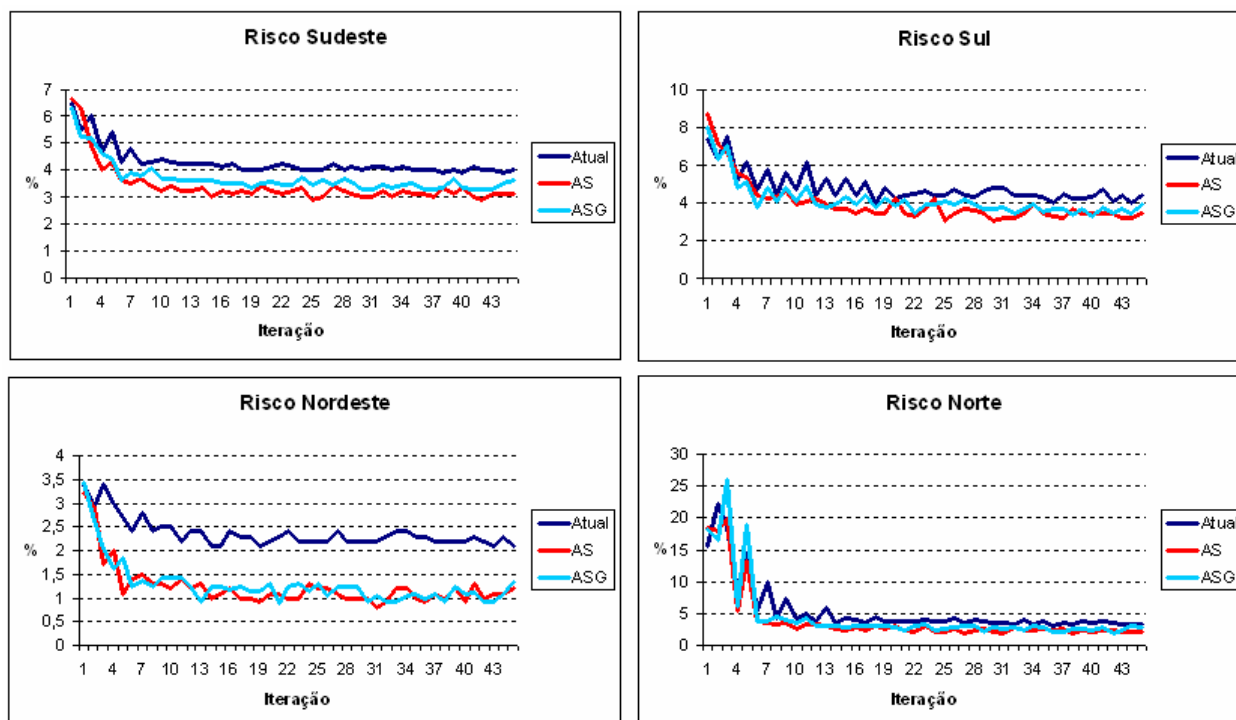 Risco Sudeste
7
6
5
4
3
2
1
0
%
1 4 7 10 13 16 19 22 25 28 31 34 37 40 43
Iteração
Atual
AS
ASG
Risco Sul
10
8
6
4
2
0
%
1 4 7 10 13 16 19 22 25 28 31 34 37 40 43
Iteração
Atual
AS
ASG
Risco Nordeste
4
3,5
3
2,5
2
1,5
1
0,5
0
%
1 4 7 10 13 16 19 22 25 28 31 34 37 40 43
Iteração
Atual
AS
ASG
Risco Norte
30
25
20
15
10
5
0
%
1 4 7 10 13 16 19 22 25 28 31 34 37 40 43
Iteração
Atual
AS
ASG